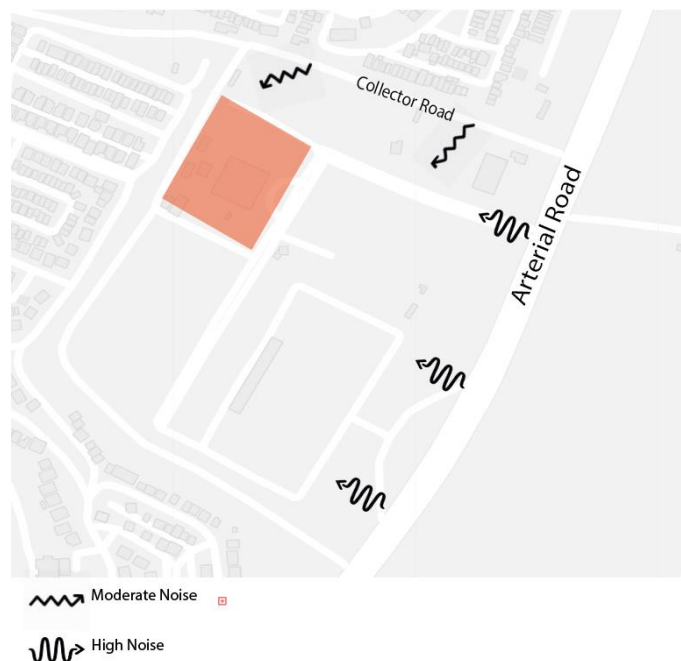 Collector Road
Arterial Road
Moderate Noise
High Noise